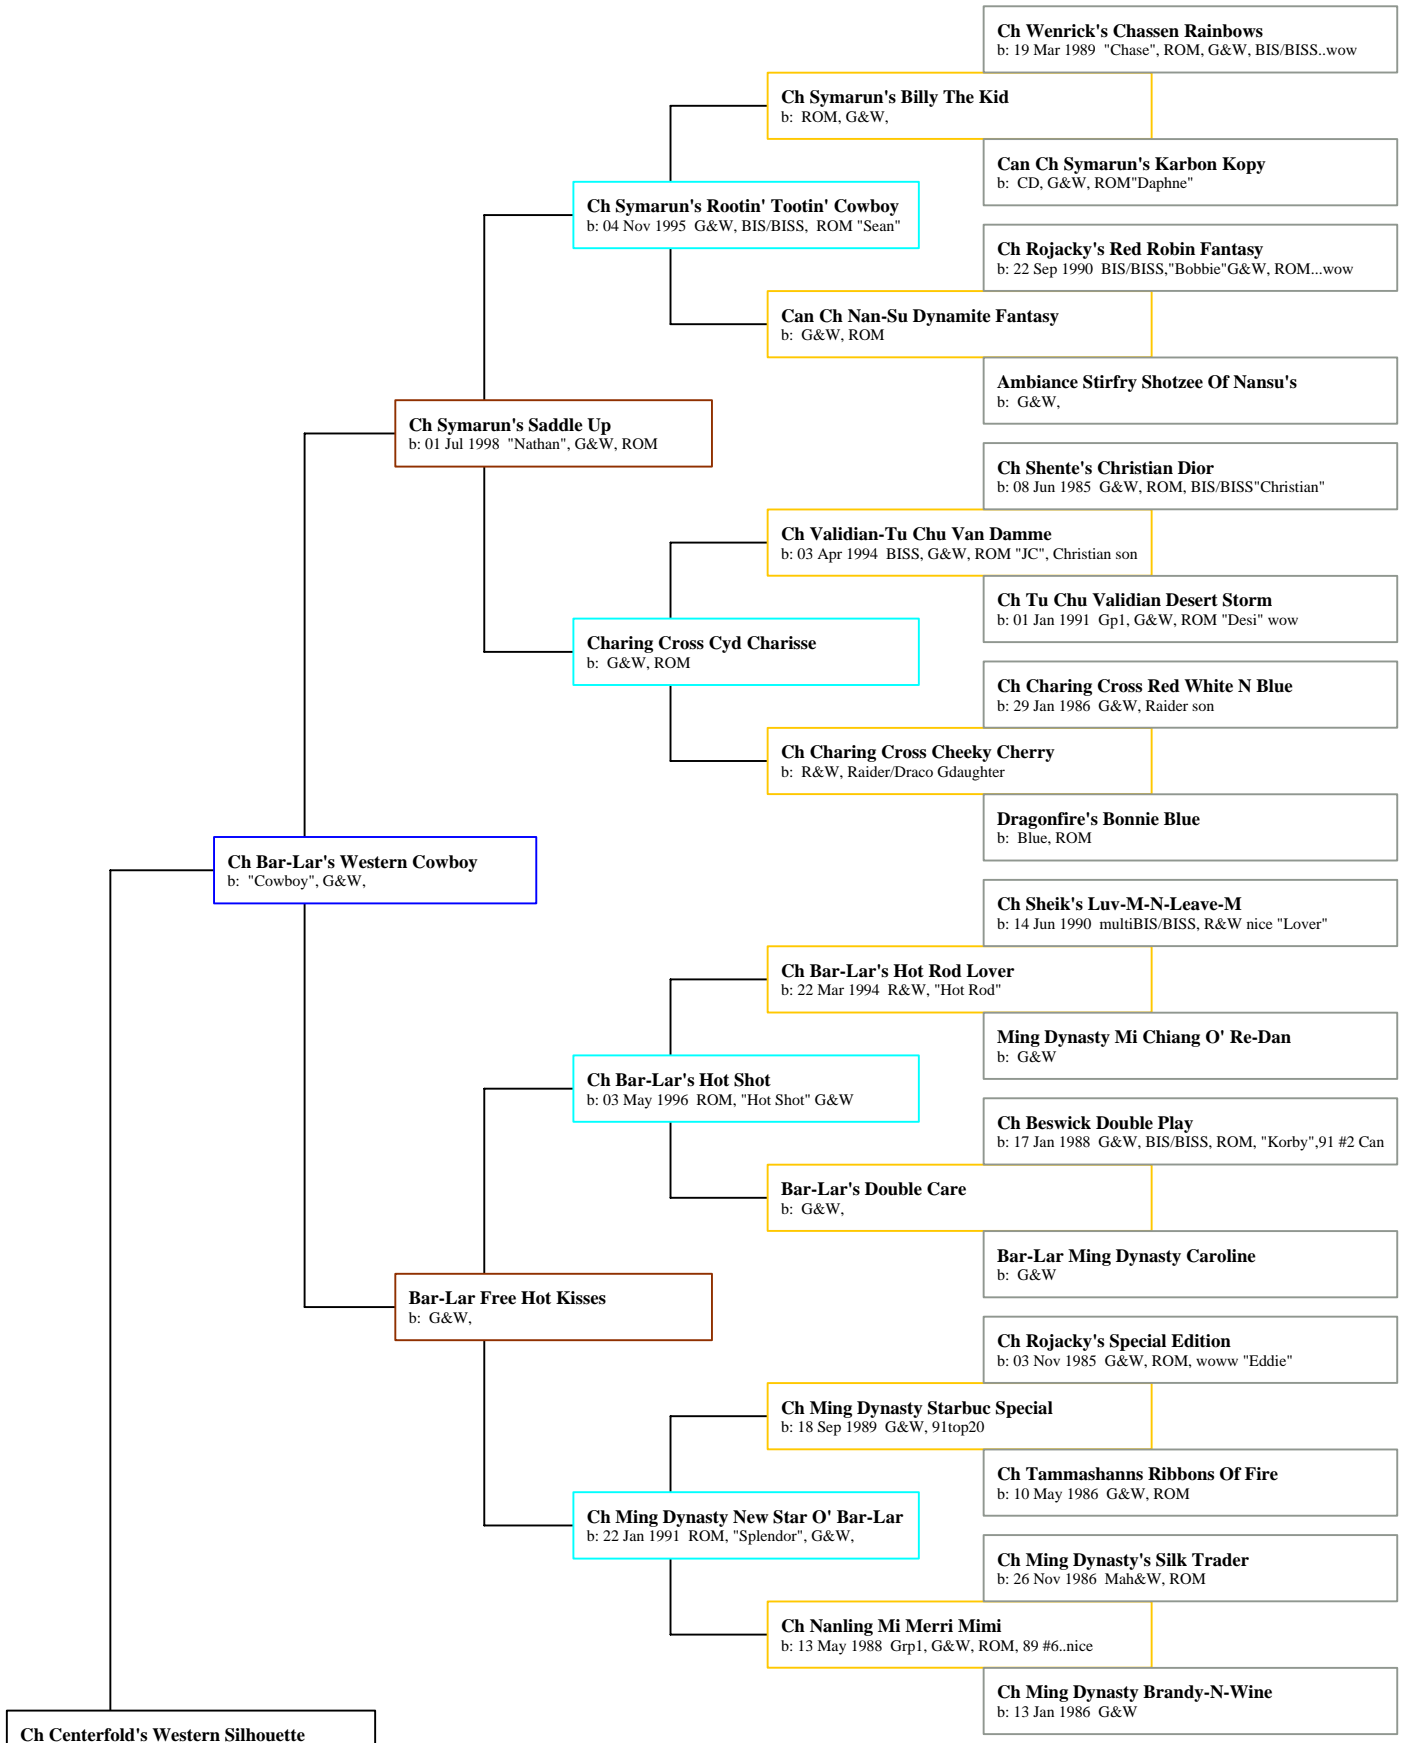 Ch Wenrick's Chassen Rainbows
b: 19 Mar 1989 "Chase", ROM, G&W, BIS/BISS..wow
Ch Symarun's Billy The Kid
b: ROM, G&W,
Can Ch Symarun's Karbon Kopy
b: CD, G&W, ROM"Daphne"
Ch Symarun's Rootin' Tootin' Cowboy
b: 04 Nov 1995 G&W, BIS/BISS, ROM "Sean"
Ch Rojacky's Red Robin Fantasy
b: 22 Sep 1990 BIS/BISS,"Bobbie"G&W, ROM...wow
Can Ch Nan-Su Dynamite Fantasy
b: G&W, ROM
Ambiance Stirfry Shotzee Of Nansu's
b: G&W,
Ch Symarun's Saddle Up
b: 01 Jul 1998 "Nathan", G&W, ROM
Ch Shente's Christian Dior
b: 08 Jun 1985 G&W, ROM, BIS/BISS"Christian"
Ch Validian-Tu Chu Van Damme
b: 03 Apr 1994 BISS, G&W, ROM "JC", Christian son
Ch Tu Chu Validian Desert Storm
b: 01 Jan 1991 Gp1, G&W, ROM "Desi" wow
Charing Cross Cyd Charisse
b: G&W, ROM
Ch Charing Cross Red White N Blue
b: 29 Jan 1986 G&W, Raider son
Ch Charing Cross Cheeky Cherry
b: R&W, Raider/Draco Gdaughter
Dragonfire's Bonnie Blue
b: Blue, ROM
Ch Bar-Lar's Western Cowboy
b: "Cowboy", G&W,
Ch Sheik's Luv-M-N-Leave-M
b: 14 Jun 1990 multiBIS/BISS, R&W nice "Lover"
Ch Bar-Lar's Hot Rod Lover
b: 22 Mar 1994 R&W, "Hot Rod"
Ming Dynasty Mi Chiang O' Re-Dan
b: G&W
Ch Bar-Lar's Hot Shot
b: 03 May 1996 ROM, "Hot Shot" G&W
Ch Beswick Double Play
b: 17 Jan 1988 G&W, BIS/BISS, ROM, "Korby",91 #2 Can
Bar-Lar's Double Care
b: G&W,
Bar-Lar Ming Dynasty Caroline
b: G&W
Bar-Lar Free Hot Kisses
b: G&W,
Ch Rojacky's Special Edition
b: 03 Nov 1985 G&W, ROM, woww "Eddie"
Ch Ming Dynasty Starbuc Special
b: 18 Sep 1989 G&W, 91top20
Ch Tammashanns Ribbons Of Fire
b: 10 May 1986 G&W, ROM
Ch Ming Dynasty New Star O' Bar-Lar
b: 22 Jan 1991 ROM, "Splendor", G&W,
Ch Ming Dynasty's Silk Trader
b: 26 Nov 1986 Mah&W, ROM
Ch Nanling Mi Merri Mimi
b: 13 May 1988 Grp1, G&W, ROM, 89 #6..nice
Ch Ming Dynasty Brandy-N-Wine
b: 13 Jan 1986 G&W
Ch Centerfold's Western Silhouette